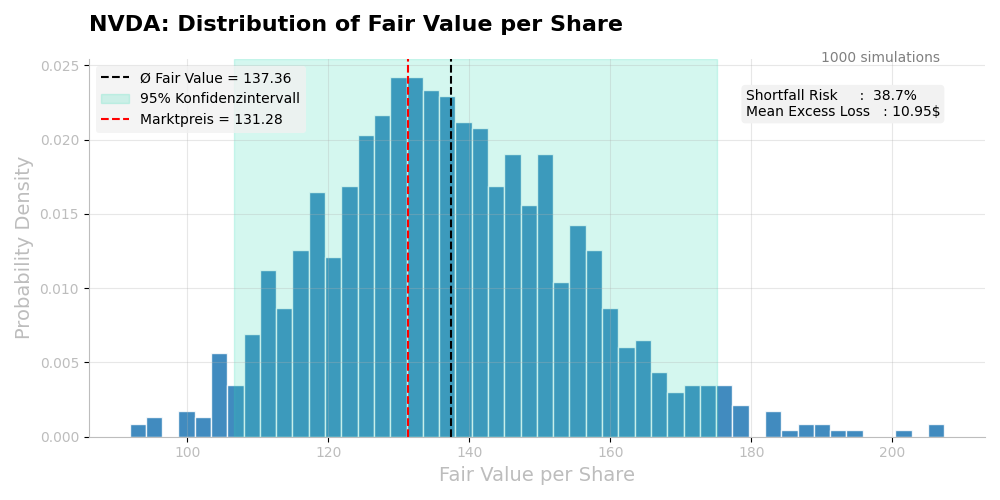 NVDA: Distribution of Fair Value per Share
1000 simulations
Ø Fair Value = 137.36
95% Konfidenzintervall
Marktpreis = 131.28
Shortfall Risk : 38.7%
Mean Excess Loss : 10.95$
Probability Density
0.025
0.020
0.015
0.010
0.005
0.000
100 120 140 160 180 200
Fair Value per Share